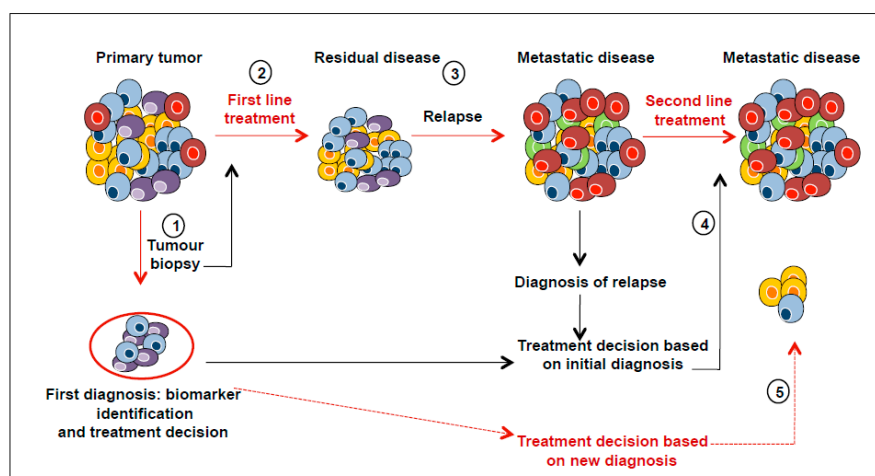 Primary tumor
Residual disease
Metastatic disease
Metastatic disease
2
3
First line
treatment
Relapse
Second line
treatment
1
Tumour
biopsy
4
Diagnosis of relapse
Treatment decision based
on initial diagnosis
5
First diagnosis: biomarker
identification
and treatment decision
Treatment decision based
on new diagnosis